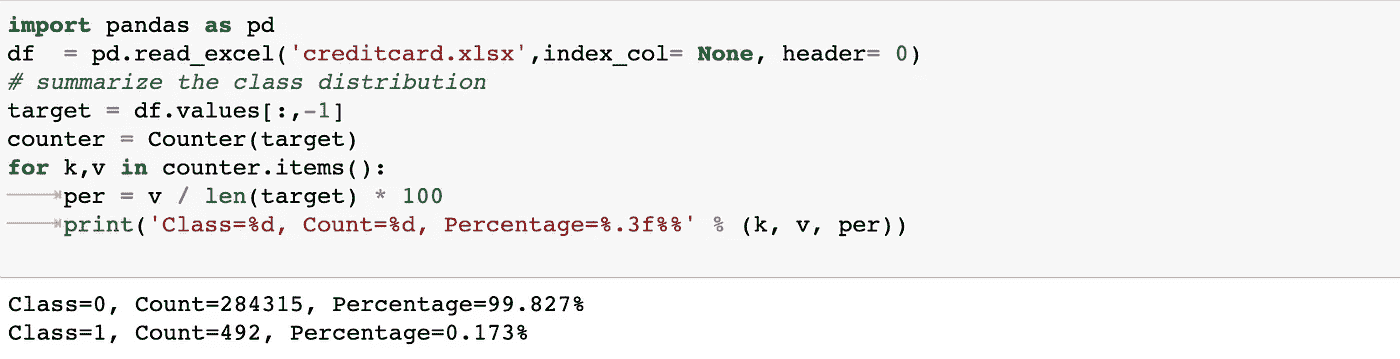 import pandas as pd
df  = pd.read_excel('creditcard.xlsx',index_col= None, header= 0)
# summarize the class distribution
target = df.values[:,-1]
counter = Counter(target)
for k,v in counter.items():
    per = v / len(target) * 100
    print('Class=%d, Count=%d, Percentage=%.3f%%' % (k, v, per))
Class=0, Count=284315, Percentage=99.827%
Class=1, Count=492, Percentage=0.173%